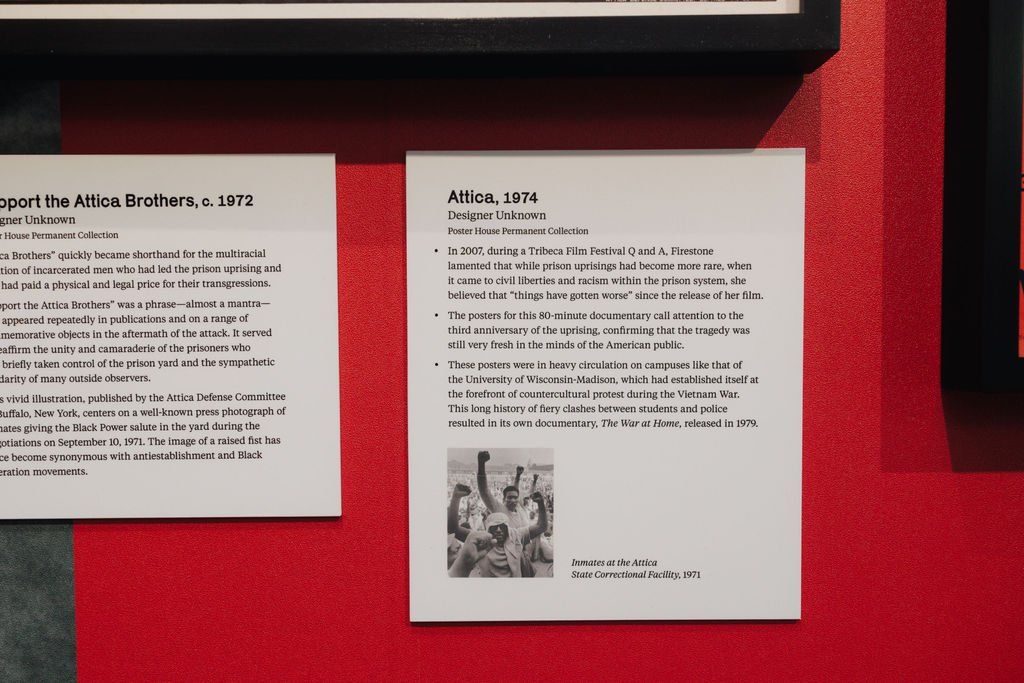 pport the Attica Brothers, c. 1972
gner Unknown
r House Permanent Collection
ca Brothers” quickly became shorthand for the multiracial
tion of incarcerated men who had led the prison uprising and
had paid a physical and legal price for their transgressions.
pport the Attica Brothers” was a phrase—almost a mantra—
appeared repeatedly in publications and on a range of
memorative objects in the aftermath of the attack. It served
eaffirm the unity and camaraderie of the prisoners who
briefly taken control of the prison yard and the sympathetic
darity of many outside observers.
s vivid illustration, published by the Attica Defense Committee
Buffalo, New York, centers on a well-known press photograph of
nates giving the Black Power salute in the yard during the
gotiations on September 10, 1971. The image of a raised fist has
ce become synonymous with antiestablishment and Black
eration movements.
Attica, 1974
Designer Unknown
Poster House Permanent Collection
• In 2007, during a Tribeca Film Festival Q and A, Firestone
lamented that while prison uprisings had become more rare, when
it came to civil liberties and racism within the prison system, she
believed that “things have gotten worse” since the release of her film.
• The posters for this 80-minute documentary call attention to the
third anniversary of the uprising, confirming that the tragedy was
still very fresh in the minds of the American public.
• These posters were in heavy circulation on campuses like that of
the University of Wisconsin-Madison, which had established itself at
the forefront of countercultural protest during the Vietnam War.
This long history of fiery clashes between students and police
resulted in its own documentary, The War at Home, released in 1979.
Inmates at the Attica
State Correctional Facility, 1971